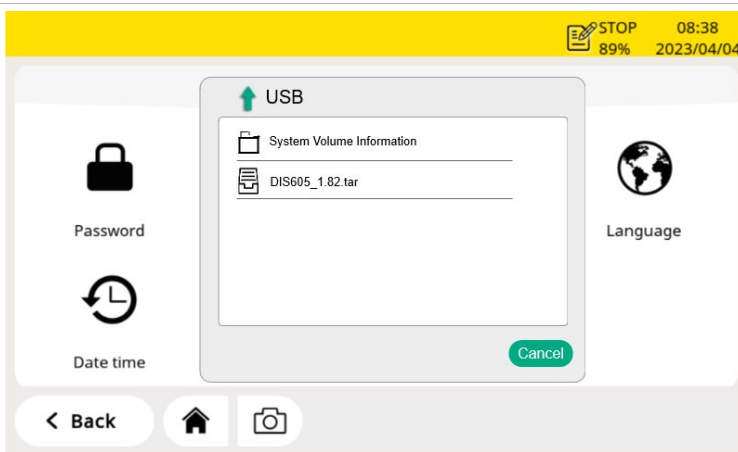 STOP 08:38
89% 2023/04/04
USB
System Volume Information
DIS605_1.82.tar
Password
Language
Date time
Cancel
Back